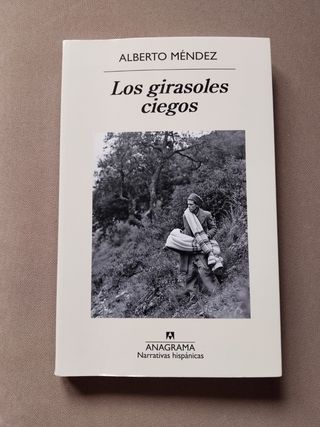 ALBERTO MÉNDEZ
Los girasoles
ciegos
ANAGRAMA
Narrativas hispánicas